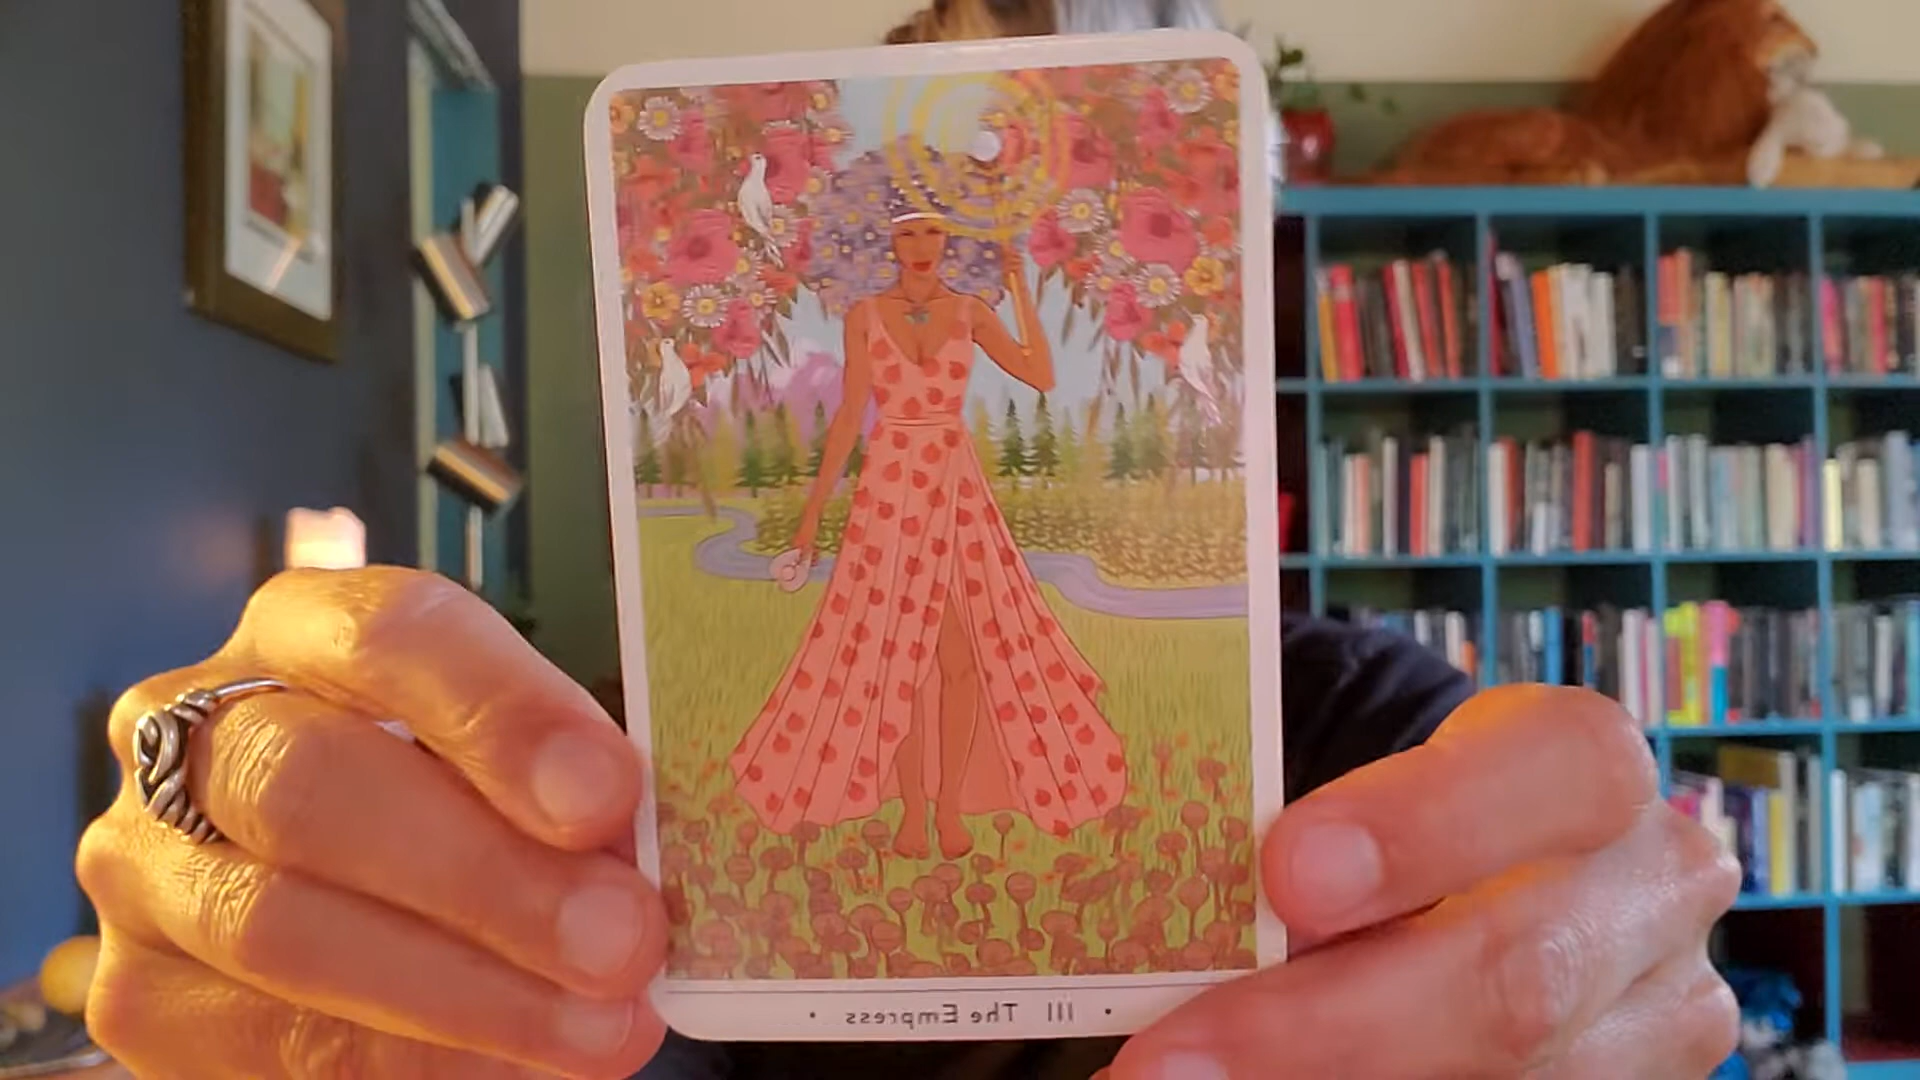 • III The Empress •